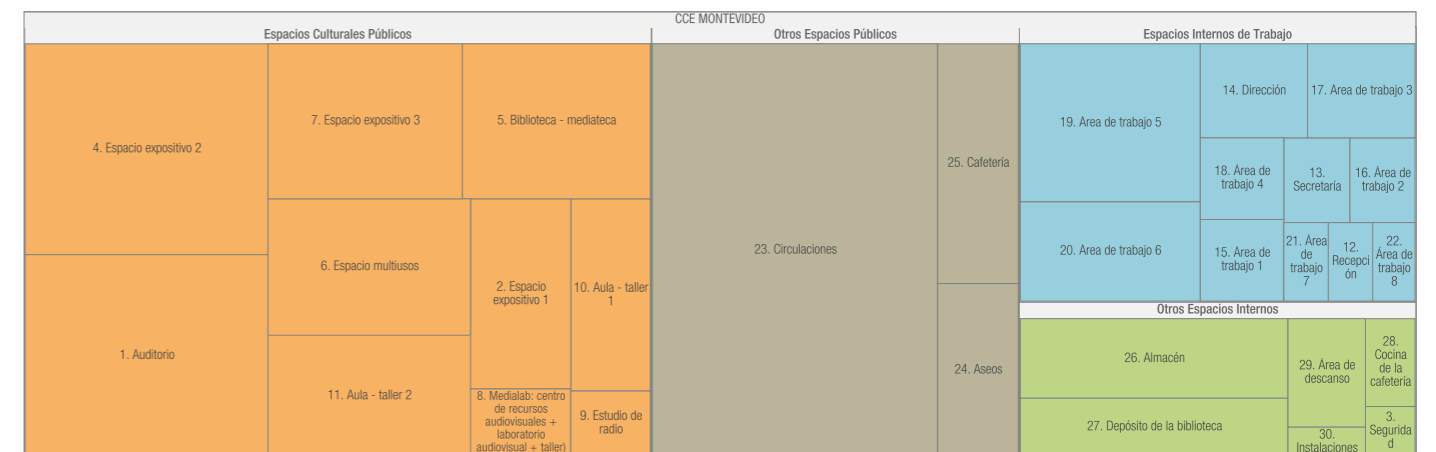 CCE MONTEVIDEO
Espacios Culturales Públicos
Otros Espacios Públicos
Espacios Internos de Trabajo
4. Espacio expositivo 2
7. Espacio expositivo 3
5. Biblioteca - mediateca
1. Auditorio
6. Espacio multiusos
11. Aula - taller 2
2. Espacio
expositivo 1
10. Aula - taller
1
8. Medialab: centro
de recursos
audiovisuales +
laboratorio
audiovisual + taller)
9. Estudio de
radio
23. Circulaciones
25. Cafetería
24. Aseos
19. Área de trabajo 5
14. Dirección
17. Área de trabajo 3
18. Área de
trabajo 4
13.
Secretaría
16. Área de
trabajo 2
20. Área de trabajo 6
15. Área de
trabajo 1
21. Área
de
trabajo
7
12.
Recepci
ón
22.
Área de
trabajo
8
Otros Espacios Internos
26. Almacén
27. Depósito de la biblioteca
29. Área de
descanso
28.
Cocina
de la
cafetería
30.
Instalaciones
3.
Segurida
d